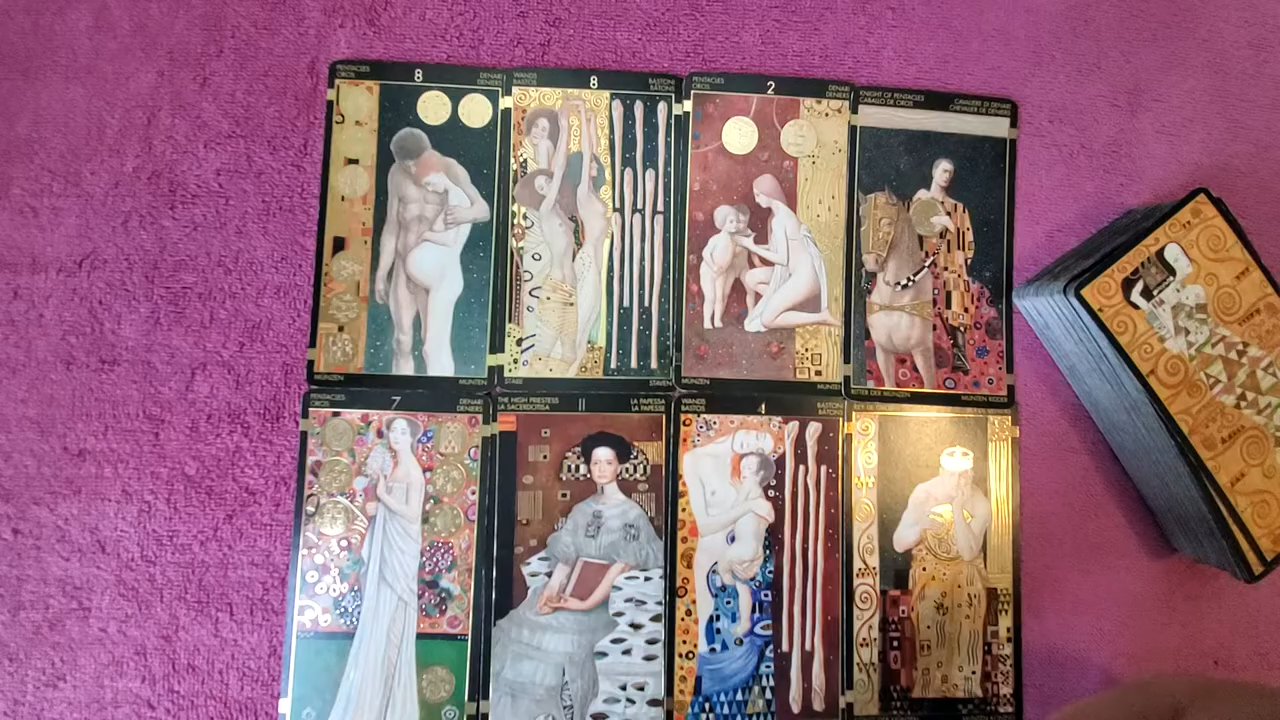 PENTACLES
OROS
8
DENARI
DENIERS
MÜNZEN
MUNTEN
WANDS
BASTOS
8
BASTONI
BÂTONS
STÄBE
STAVEN
PENTACLES
OROS
2
DENARI
DENIERS
MÜNZEN
MUNTEN
KNIGHT OF PENTACLES
CABALLO DE OROS
CAVALIERE DI DENARI
CHEVALIER DE DENIERS
RITTER DER MÜNZEN
MUNTEN RIDDER
PENTACLES
OROS
7
DENARI
DENIERS
THE HIGH PRIESTESS
LA SACERDOTISA
II
LA PAPESSA
LA PAPESSE
WANDS
BASTOS
4
BASTONI
BÂTONS